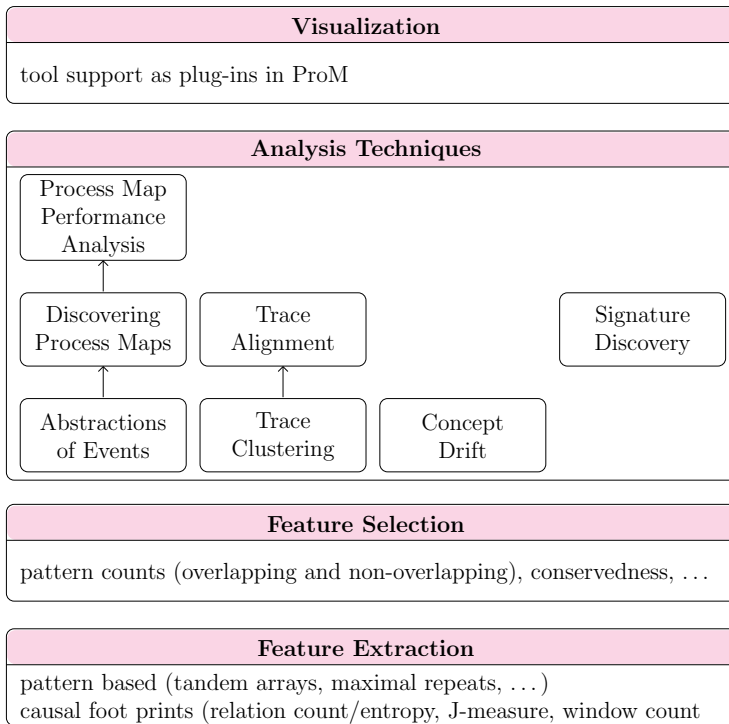 Visualization
tool support as plug-ins in ProM
Analysis Techniques
Process Map
Performance
Analysis
Discovering
Process Maps
Trace
Alignment
Signature
Discovery
Abstractions
of Events
Trace
Clustering
Concept
Drift
Feature Selection
pattern counts (overlapping and non-overlapping), conservedness, ...
Feature Extraction
pattern based (tandem arrays, maximal repeats, ...)
causal foot prints (relation count/entropy, J-measure, window count